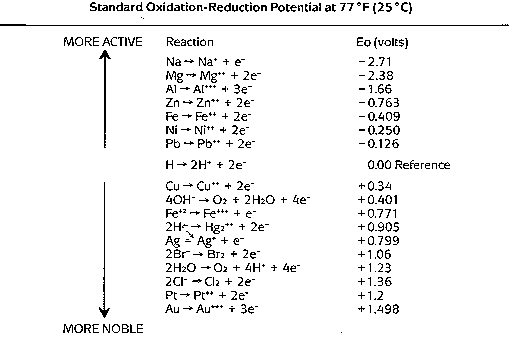 Standard Oxidation-Reduction Potential at 77 °F (25 °C)
MORE ACTIVE Reaction Eo (volts)
Na → Na⁺ + e⁻ −2.71
Mg → Mg⁺⁺ + 2e⁻ −2.38
Al → Al⁺⁺⁺ + 3e⁻ −1.66
Zn → Zn⁺⁺ + 2e⁻ −0.763
Fe → Fe⁺⁺ + 2e⁻ −0.409
Ni → Ni⁺⁺ + 2e⁻ −0.250
Pb → Pb⁺⁺ + 2e⁻ −0.126
H → 2H⁺ + 2e⁻ 0.00 Reference
Cu → Cu⁺⁺ + 2e⁻ +0.34
4OH⁻ → O₂ + 2H₂O + 4e⁻ +0.401
Fe⁺² → Fe⁺⁺⁺ + e⁻ +0.771
Hg₂⁺⁺ + 2e⁻ +0.905
Ag → Ag⁺ + e⁻ +0.799
2Br⁻ → Br₂ + 2e⁻ +1.06
2H₂O → O₂ + 4H⁺ + 4e⁻ +1.23
2Cl⁻ → Cl₂ + 2e⁻ +1.36
Pt → Pt⁺⁺ + 2e⁻ +1.2
Au → Au⁺⁺⁺ + 3e⁻ +1.498
MORE NOBLE